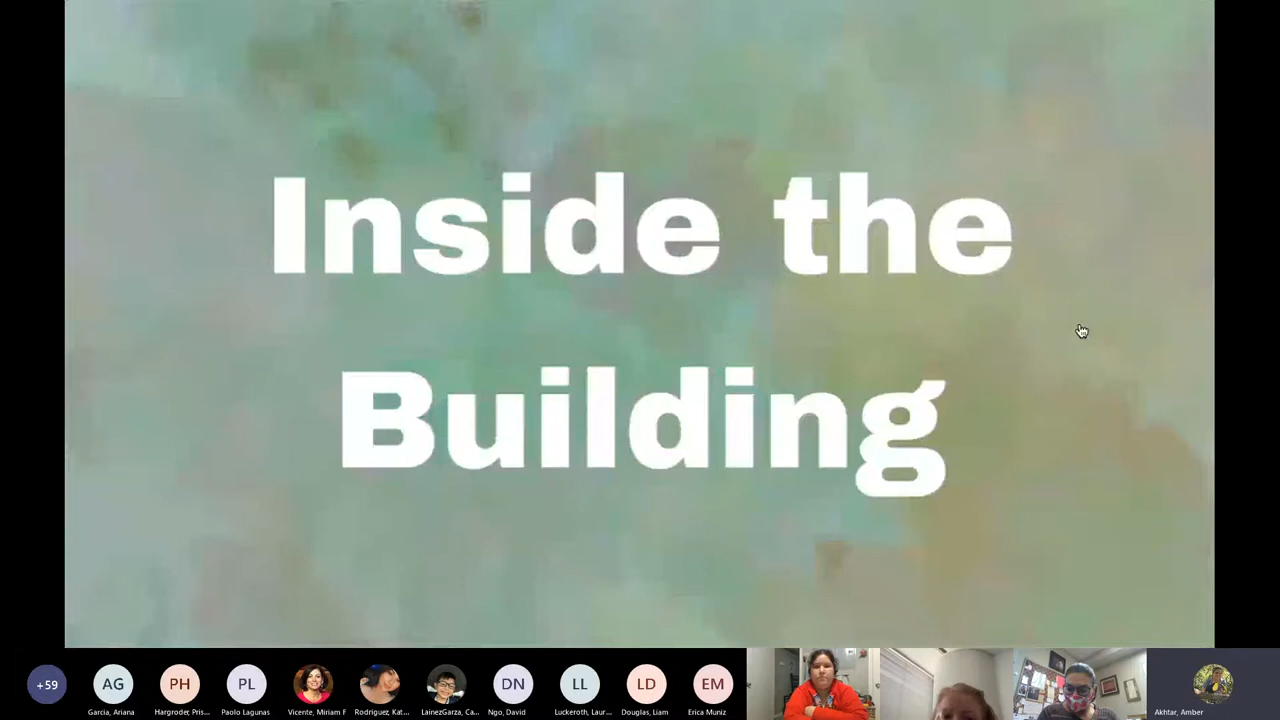 Inside the
Building
+59
AG
PH
PL
DN
LL
LD
EM
Garcia, Ariana
Hargroder, Pris...
Paolo Lagunas
Vicente, Miriam F
Rodriguez, Kat...
LainezGarza, Ca...
Ngo, David
Luckeroth, Laur...
Douglas, Liam
Erica Muniz
Akhtar, Amber